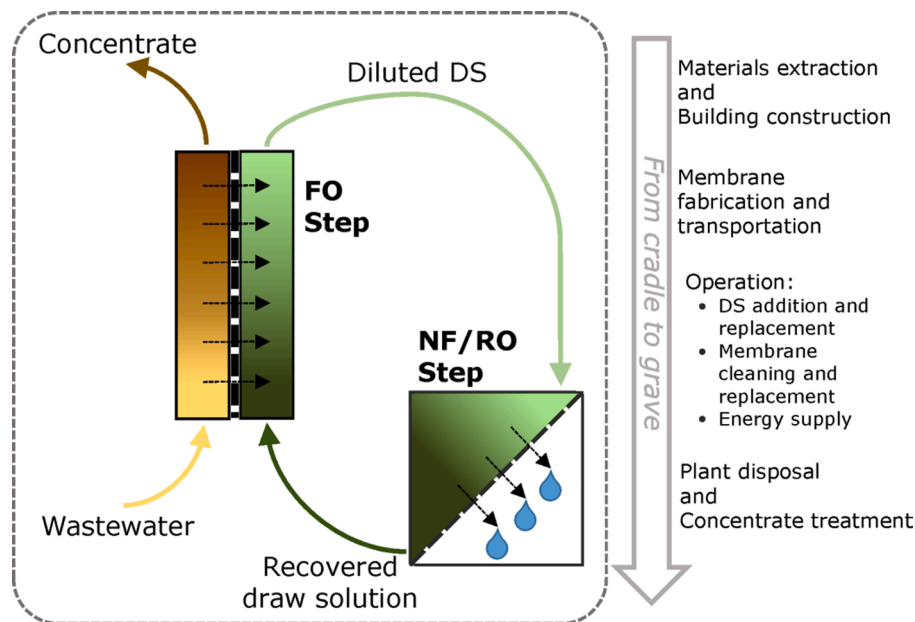 Concentrate
Diluted DS
FO
Step
NF/RO
Step
Wastewater
Recovered
draw solution
From cradle to grave
Materials extraction
and
Building construction
Membrane
fabrication and
transportation
Operation:
• DS addition and
replacement
• Membrane
cleaning and
replacement
• Energy supply
Plant disposal
and
Concentrate treatment